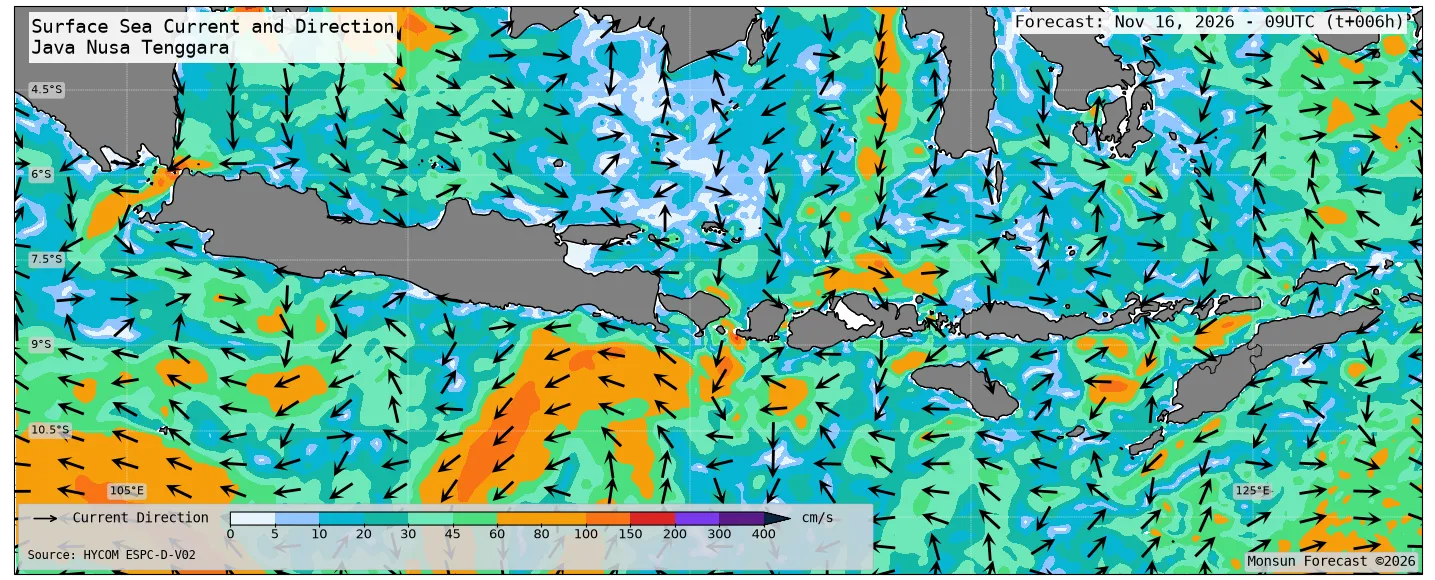 Surface Sea Current and Direction
Java Nusa Tenggara
Forecast: Nov 16, 2026 - 09UTC (t+006h)
4.5°S
6°S
7.5°S
9°S
10.5°S
105°E
125°E
Current Direction
0 5 10 20 30 45 60 80 100 150 200 300 400
cm/s
Source: HYCOM ESPC-D-V02
Monsun Forecast ©2026